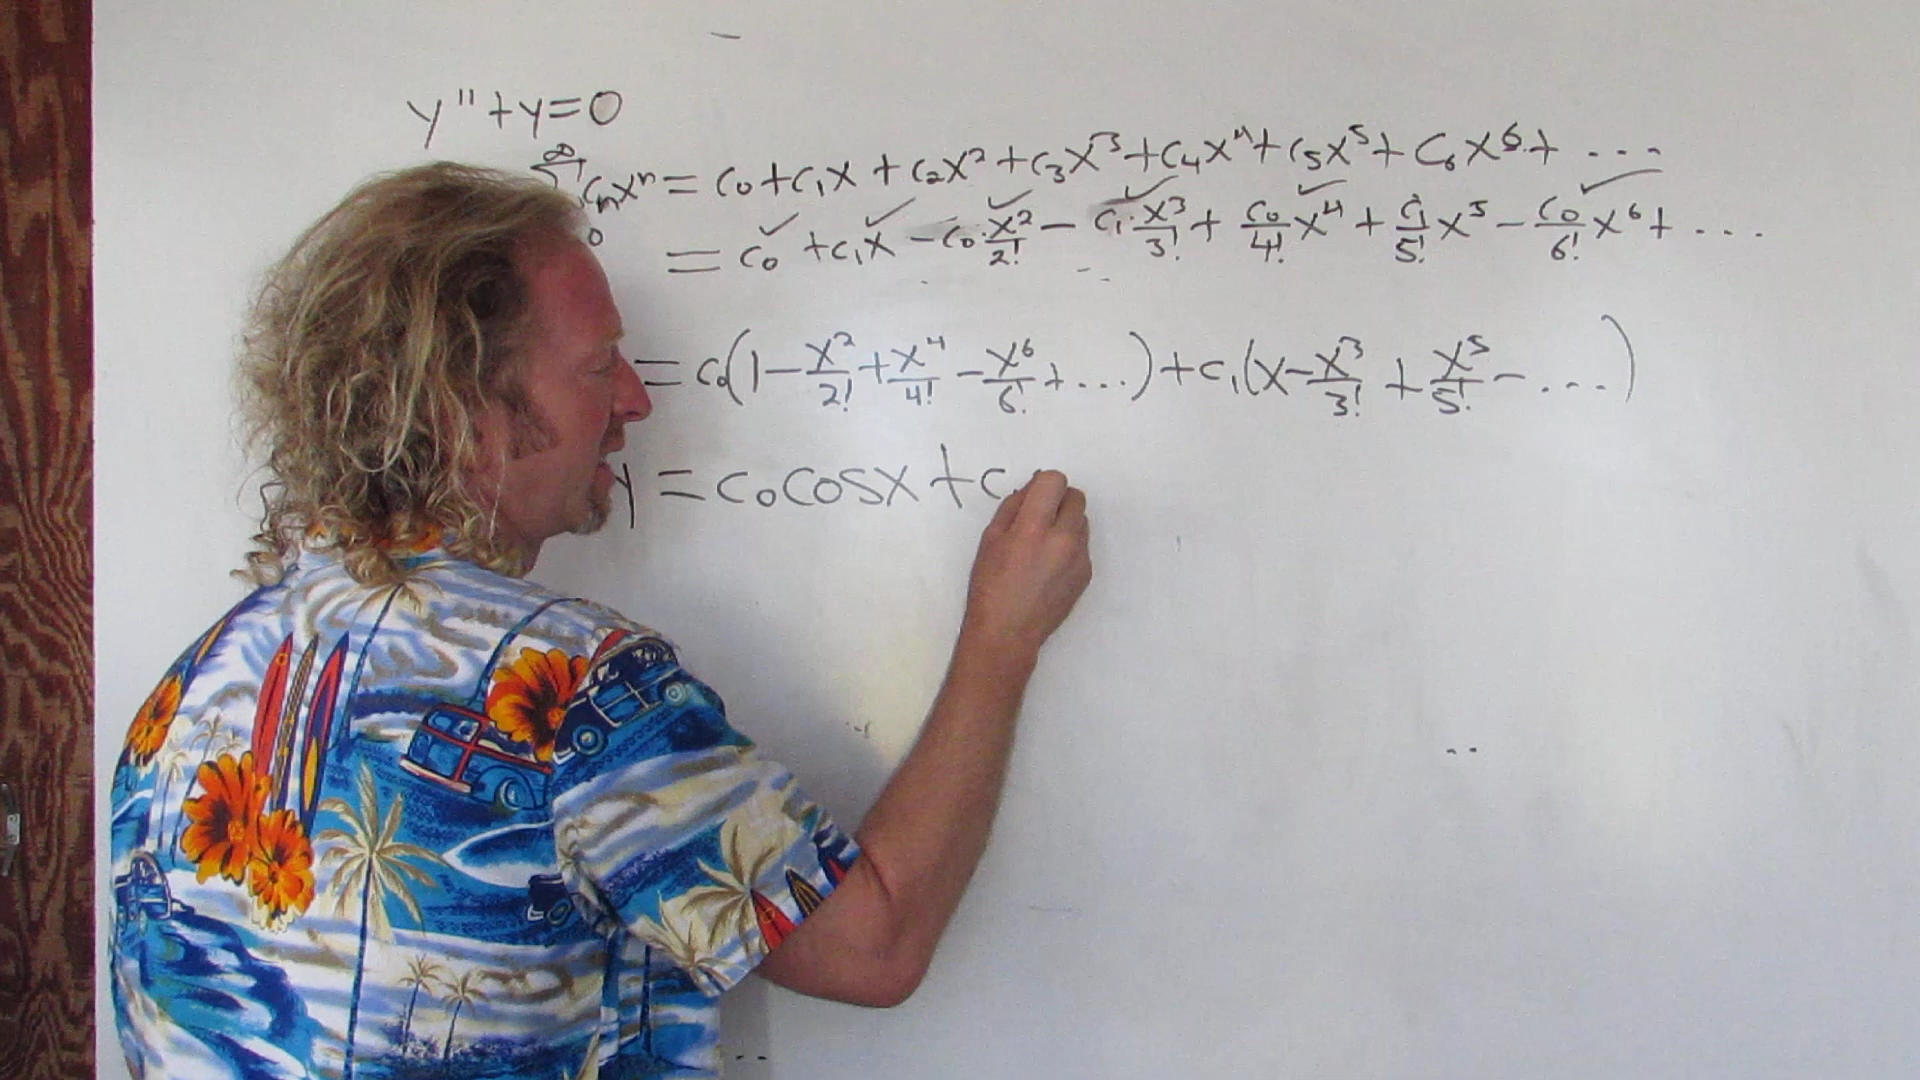 y'' + y = 0
∞ cₙxⁿ = c₀ + c₁x + c₂x² + c₃x³ + c₄x⁴ + c₅x⁵ + c₆x⁶ + ...
0 = c₀ + c₁x - c₀·x²/2! - c₁·x³/3! + c₀/4! x⁴ + c₁/5! x⁵ - c₀/6! x⁶ + ...
= c₀(1 - x²/2! + x⁴/4! - x⁶/6! + ...) + c₁(x - x³/3! + x⁵/5! - ...)
y = c₀cosx + c